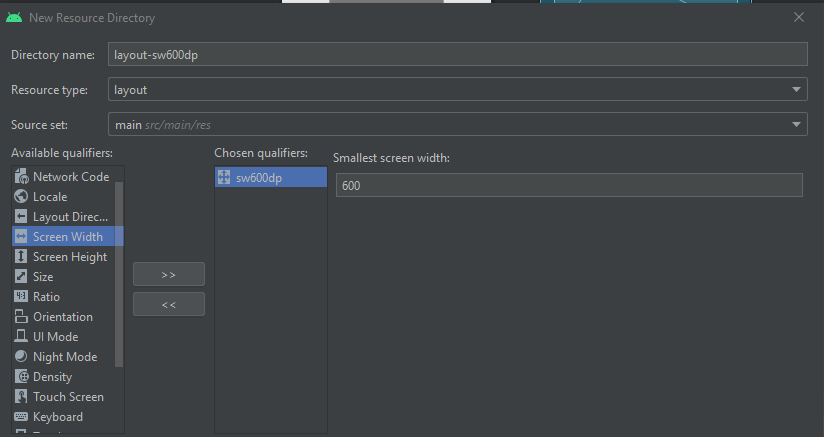 New Resource Directory
Directory name: layout-sw600dp
Resource type: layout
Source set: main src/main/res
Available qualifiers: Chosen qualifiers: Smallest screen width:
Network Code sw600dp 600
Locale
Layout Direc...
Screen Width
Screen Height
Size
Ratio
Orientation
UI Mode
Night Mode
Density
Touch Screen
Keyboard
>>
<<